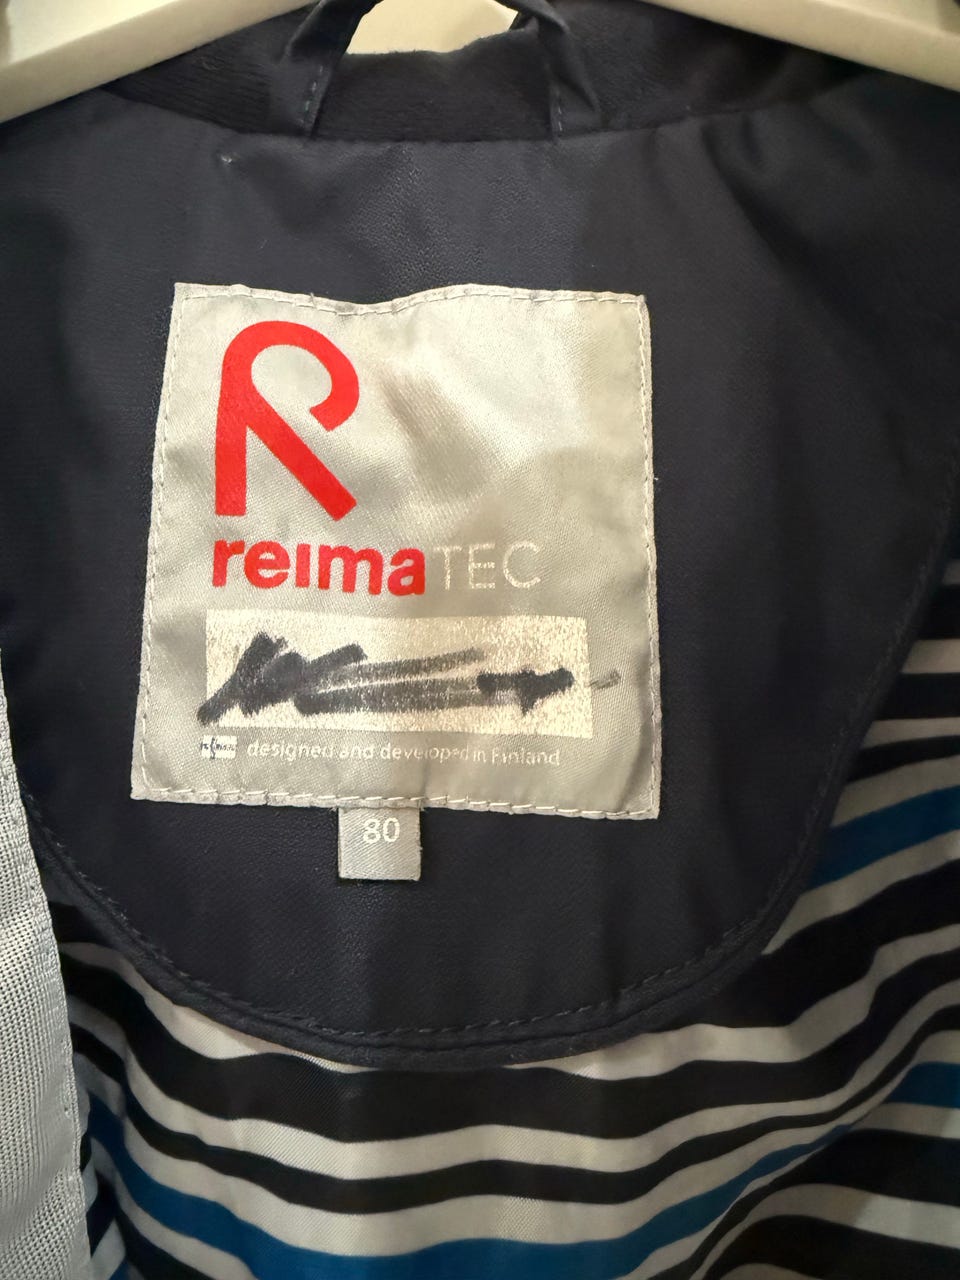 reimaTEC
designed and developed in Finland
80